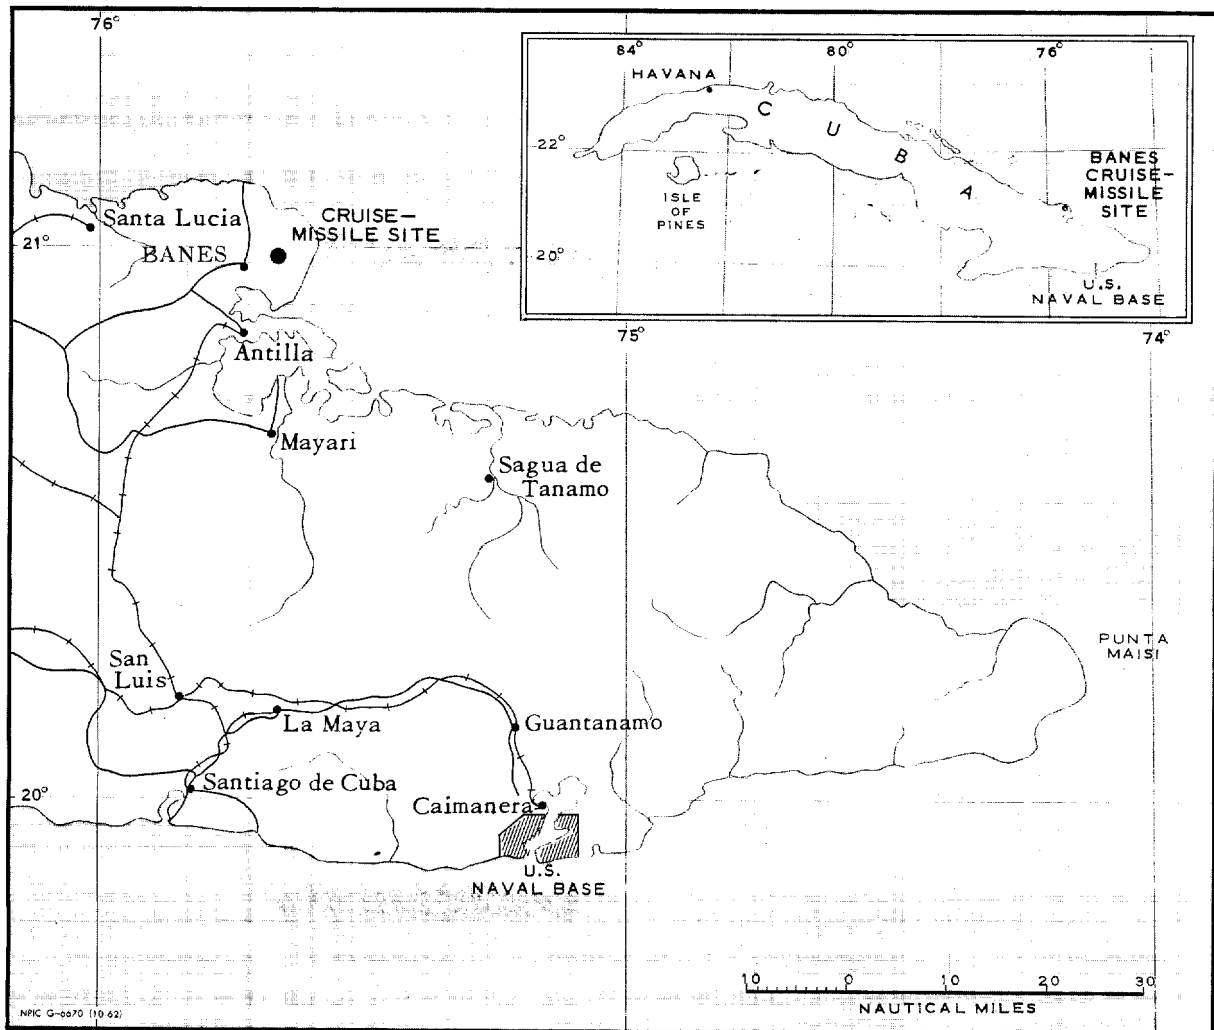 76°
84°
80°
76°
HAVANA
C
U
B
A
22°
BANES
CRUISE-
MISSILE
SITE
ISLE
OF
PINES
20°
U.S.
NAVAL BASE
Santa Lucia
CRUISE-
MISSILE SITE
21°
BANES
75°
74°
Antilla
Mayari
Sagua de
Tanamo
PUNTA
MAISI
San
Luis
La Maya
Guantanamo
Santiago de Cuba
20°
Caimanera
U.S.
NAVAL BASE
10 0 10 20 30
NAUTICAL MILES
NPIC G-6670 (10-62)